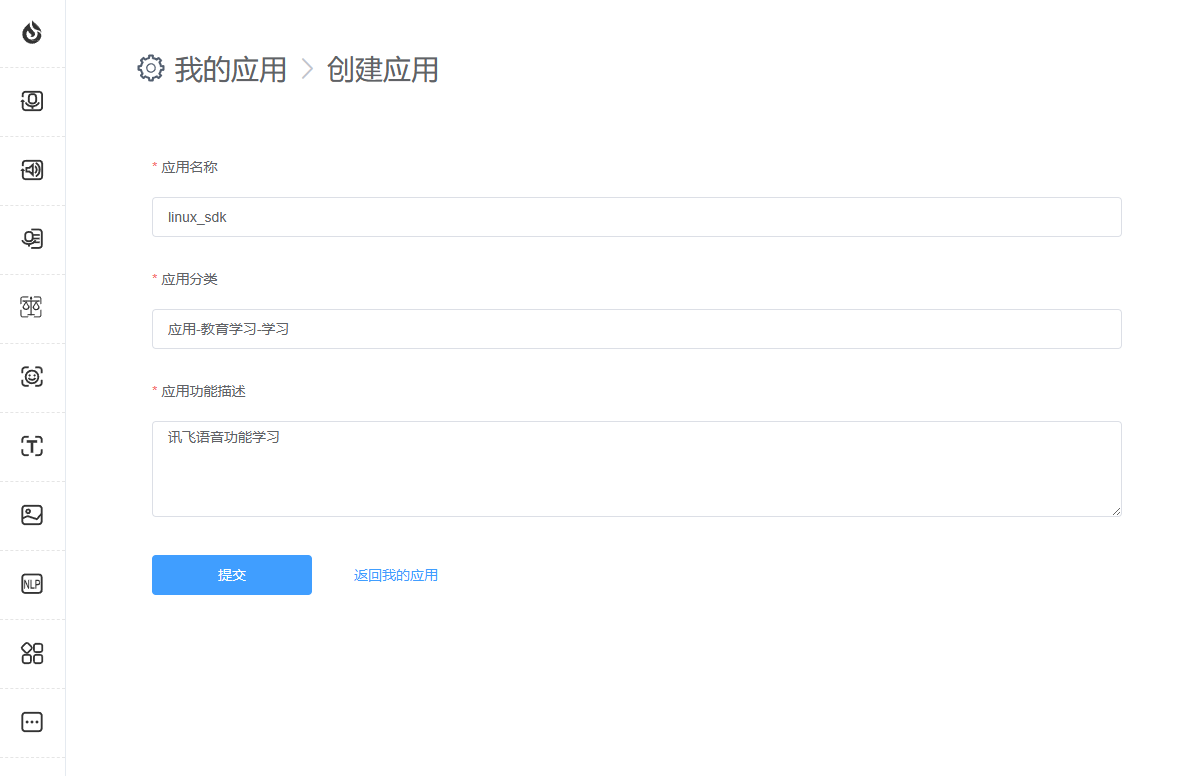 我的应用 > 创建应用
* 应用名称
linux_sdk
* 应用分类
应用-教育学习-学习
* 应用功能描述
讯飞语音功能学习
提交 返回我的应用
NLP